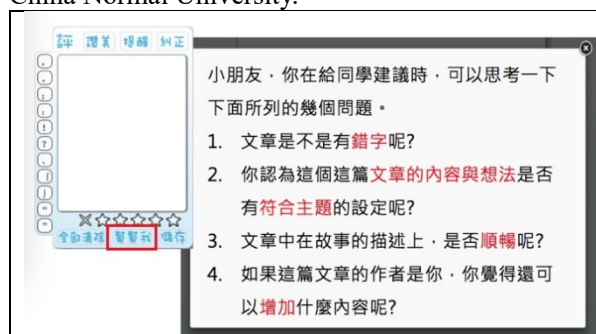 China Normal University.
評 讚美 提醒 糾正
，
。
；
：
！
？
、
「
」
“
”
全部清除 幫幫我 儲存
小朋友，你在給同學建議時，可以思考一下
下面所列的幾個問題。
1. 文章是不是有錯字呢?
2. 你認為這個這篇文章的內容與想法是否
有符合主題的設定呢?
3. 文章中在故事的描述上，是否順暢呢?
4. 如果這篇文章的作者是你，你覺得還可
以增加什麼內容呢?